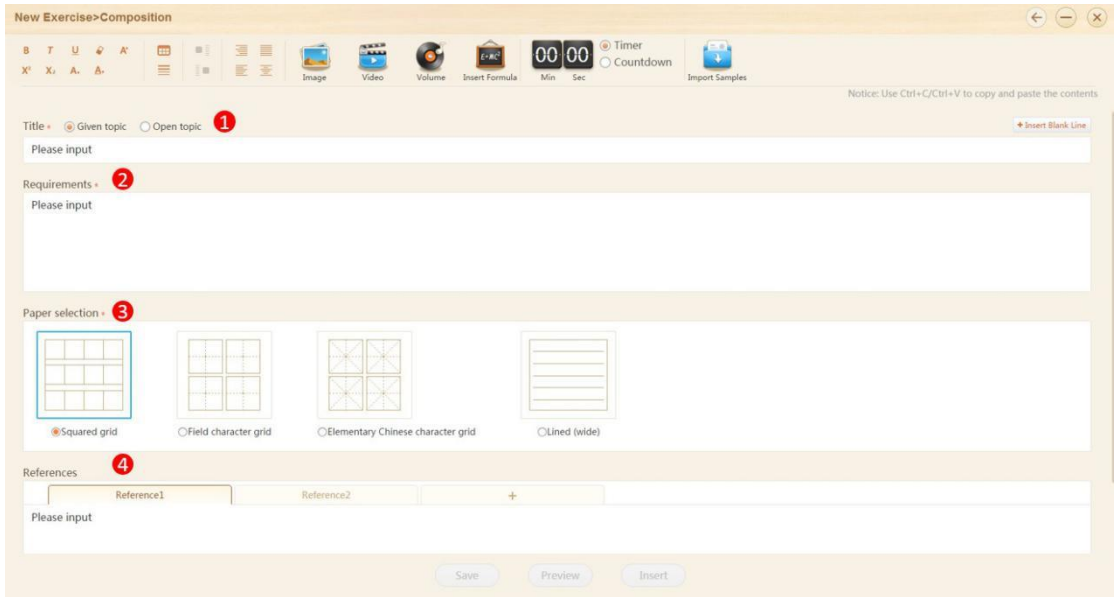 New Exercise>Composition
B T U A
X² X₂ A A
Image Video Volume Insert Formula
E=MC²
00 00
Min Sec
Timer
Countdown
Import Samples
Notice: Use Ctrl+C/Ctrl+V to copy and paste the contents
Title * Given topic Open topic 1
+ Insert Blank Line
Please input
Requirements * 2
Please input
Paper selection * 3
Squared grid Field character grid Elementary Chinese character grid Lined (wide)
References 4
Reference1 Reference2 +
Please input
Save Preview Insert